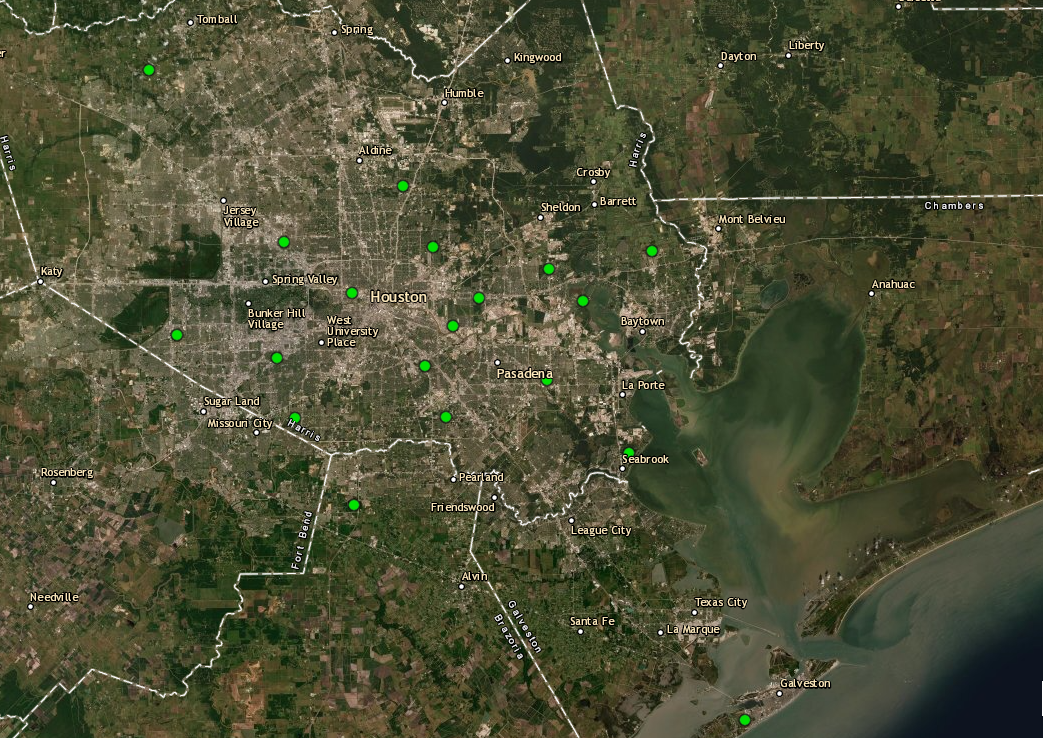 Tomball
Spring
Kingwood
Dayton
Liberty
Humble
Harris
Harris
Aldine
Crosby
Barrett
Sheldon
Chambers
Jersey
Village
Mont Belvieu
Katy
Spring Valley
Anahuac
Houston
Bunker Hill
Village
West
University
Place
Baytown
Pasadena
La Porte
Sugar Land
Missouri City
Harris
Rosenberg
Pearland
Seabrook
Friendswood
League City
Fort Bend
Alvin
Needville
Galveston
Brazoria
Santa Fe
Texas City
La Marque
Galveston